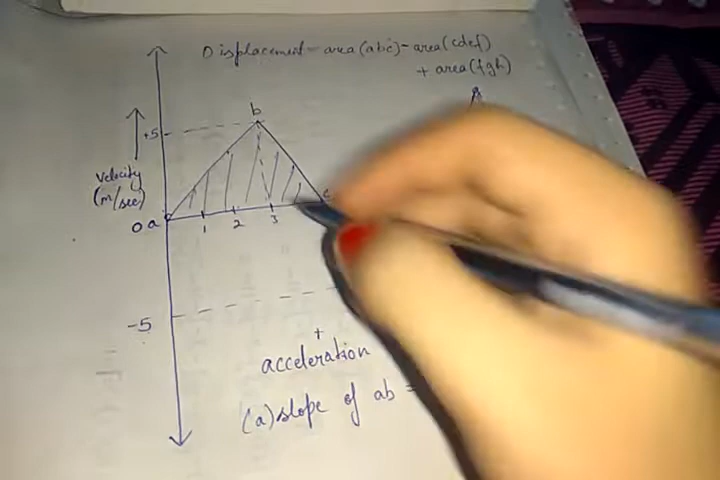 Displacement = area(abc) - area(cdef)
+ area(fgh)
b
+5
Velocity
(m/sec)
0 a
1 2 3
c
-5
+
acceleration
(a) slope of ab =